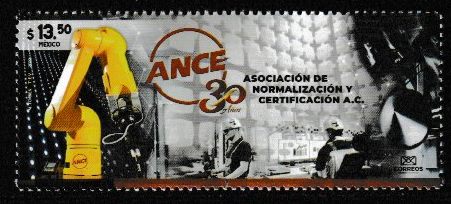 $ 13.50
MÉXICO
ANCE
30
Años
ASOCIACIÓN DE
NORMALIZACIÓN Y
CERTIFICACIÓN A.C.
ANCE
CORREOS